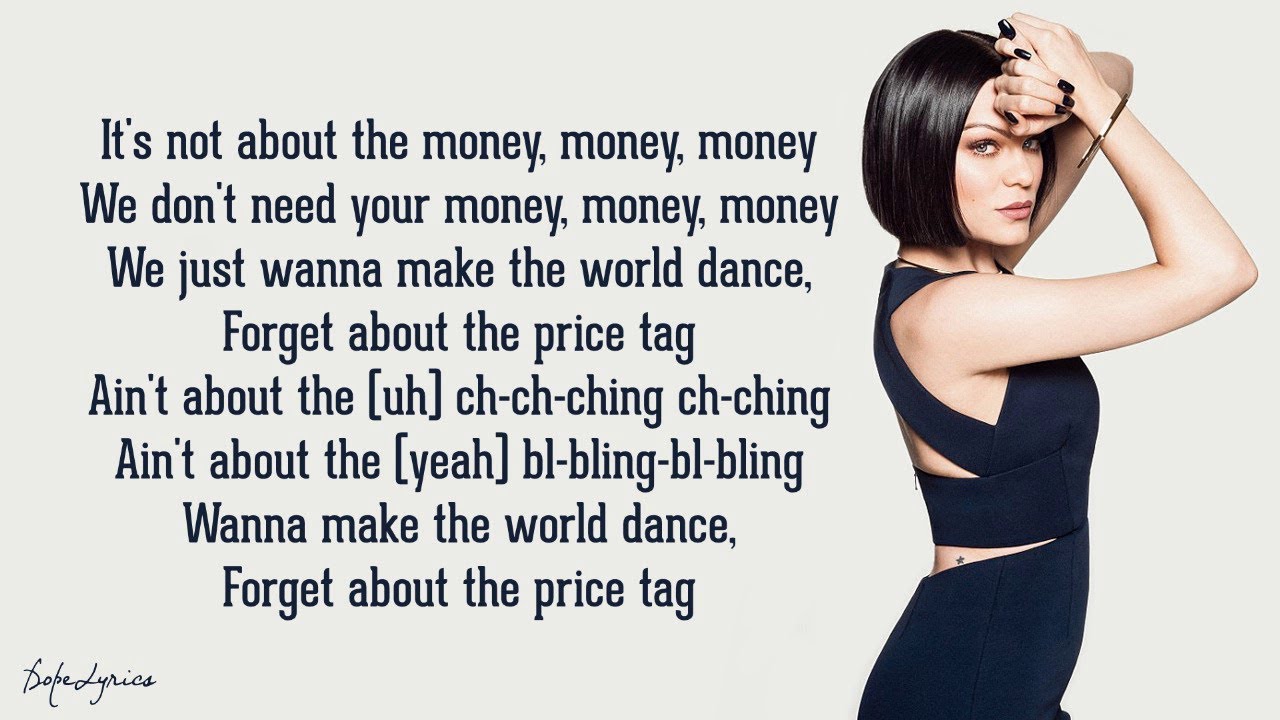 It's not about the money, money, money
We don't need your money, money, money
We just wanna make the world dance,
Forget about the price tag
Ain't about the [uh] ch-ch-ching ch-ching
Ain't about the [yeah] bl-bling-bl-bling
Wanna make the world dance,
Forget about the price tag
DopeLyrics